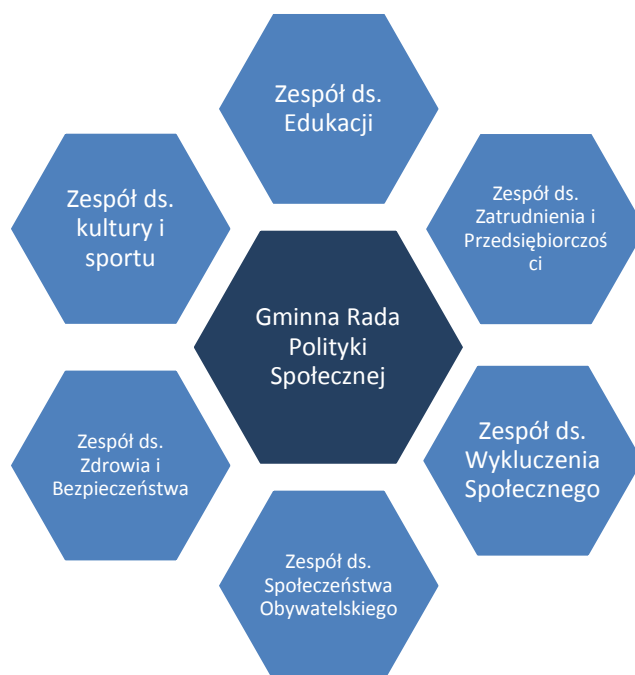 Zespół ds.
Edukacji
Zespół ds.
kultury i
sportu
Zespół ds.
Zatrudnienia i
Przedsiębiorczoś
ci
Gminna Rada
Polityki
Społecznej
Zespół ds.
Zdrowia i
Bezpieczeństwa
Zespół ds.
Wykluczenia
Społecznego
Zespół ds.
Społeczeństwa
Obywatelskiego